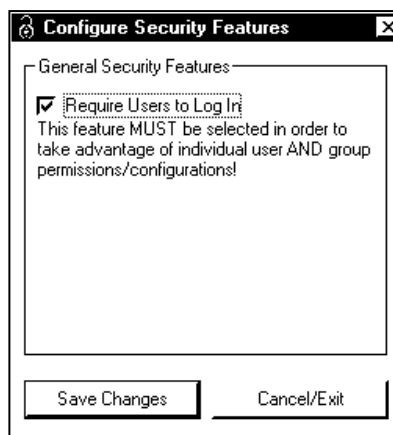 Configure Security Features
General Security Features
Require Users to Log In
This feature MUST be selected in order to
take advantage of individual user AND group
permissions/configurations!
Save Changes
Cancel/Exit